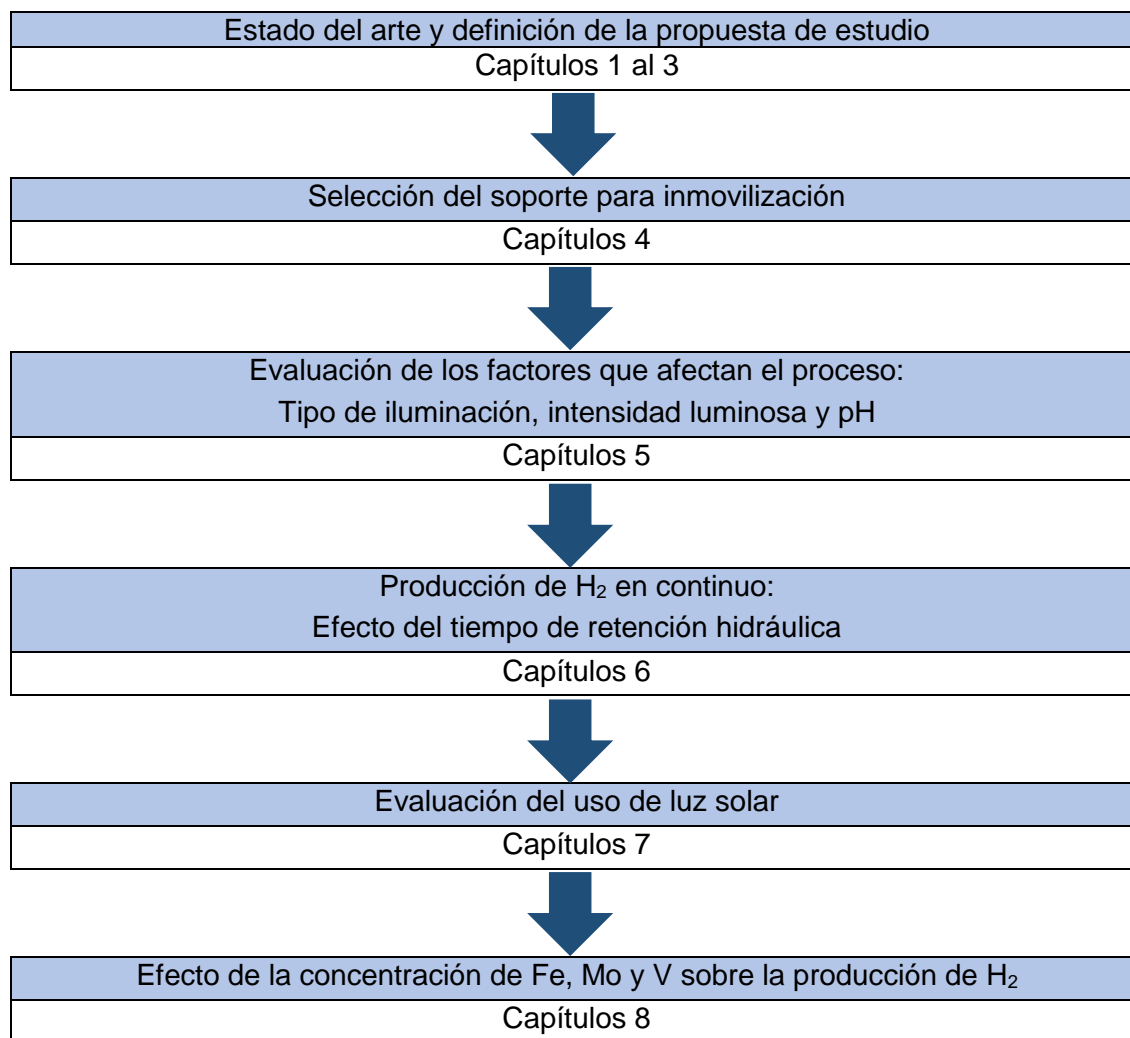 Estado del arte y definición de la propuesta de estudio
Capítulos 1 al 3
Selección del soporte para inmovilización
Capítulos 4
Evaluación de los factores que afectan el proceso:
Tipo de iluminación, intensidad luminosa y pH
Capítulos 5
Producción de H₂ en continuo:
Efecto del tiempo de retención hidráulica
Capítulos 6
Evaluación del uso de luz solar
Capítulos 7
Efecto de la concentración de Fe, Mo y V sobre la producción de H₂
Capítulos 8